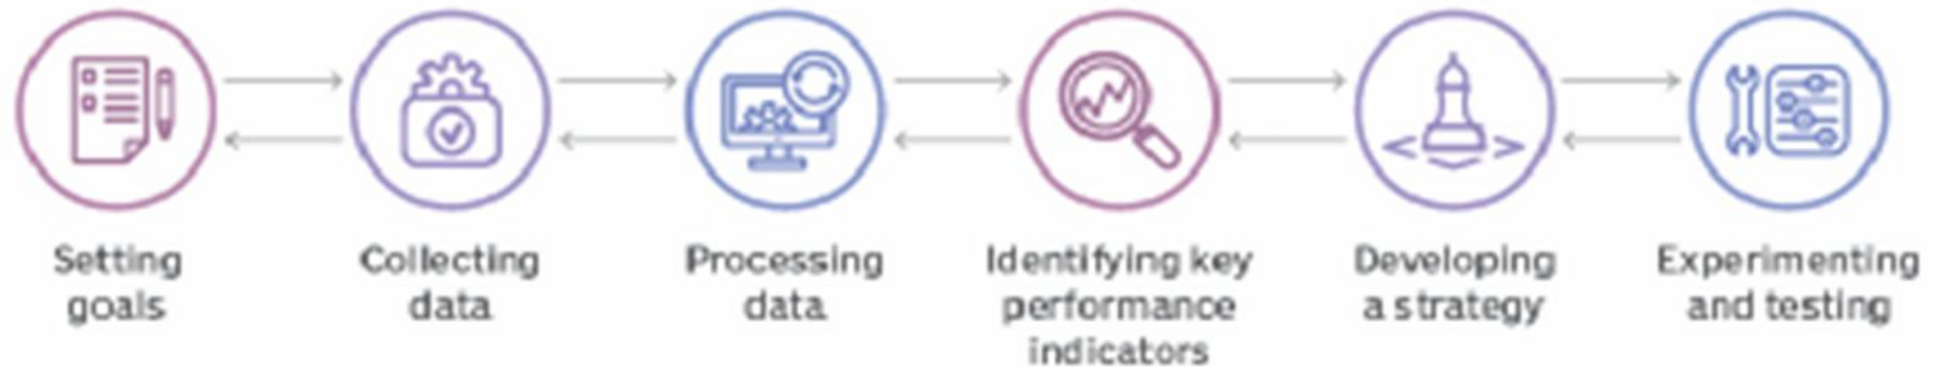 Setting
goals
Collecting
data
Processing
data
Identifying key
performance
indicators
Developing
a strategy
Experimenting
and testing